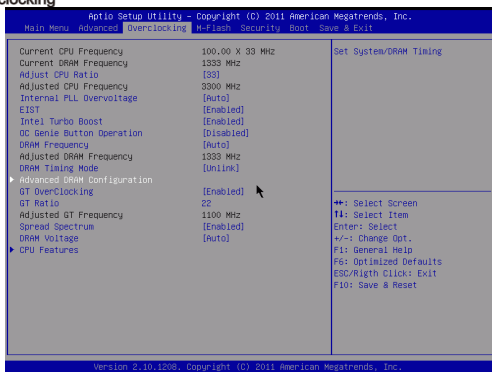 clocking
Aptio Setup Utility – Copyright (C) 2011 American Megatrends, Inc.
Main Menu Advanced Overclocking M-Flash Security Boot Save & Exit
Current CPU Frequency 100.00 X 33 MHz
Current DRAM Frequency 1333 MHz
Adjust CPU Ratio [33]
Adjusted CPU Frequency 3300 MHz
Internal PLL Overvoltage [Auto]
EIST [Enabled]
Intel Turbo Boost [Enabled]
OC Genie Button Operation [Disabled]
DRAM Frequency [Auto]
Adjusted DRAM Frequency 1333 MHz
DRAM Timing Mode [Unlink]
Advanced DRAM Configuration
GT OverClocking [Enabled]
GT Ratio 22
Adjusted GT Frequency 1100 MHz
Spread Spectrum [Enabled]
DRAM Voltage [Auto]
CPU Features
Set System/DRAM Timing
→←: Select Screen
↑↓: Select Item
Enter: Select
+/-: Change Opt.
F1: General Help
F6: Optimized Defaults
ESC/Rigth Click: Exit
F10: Save & Reset
Version 2.10.1208. Copyright (C) 2011 American Megatrends, Inc.